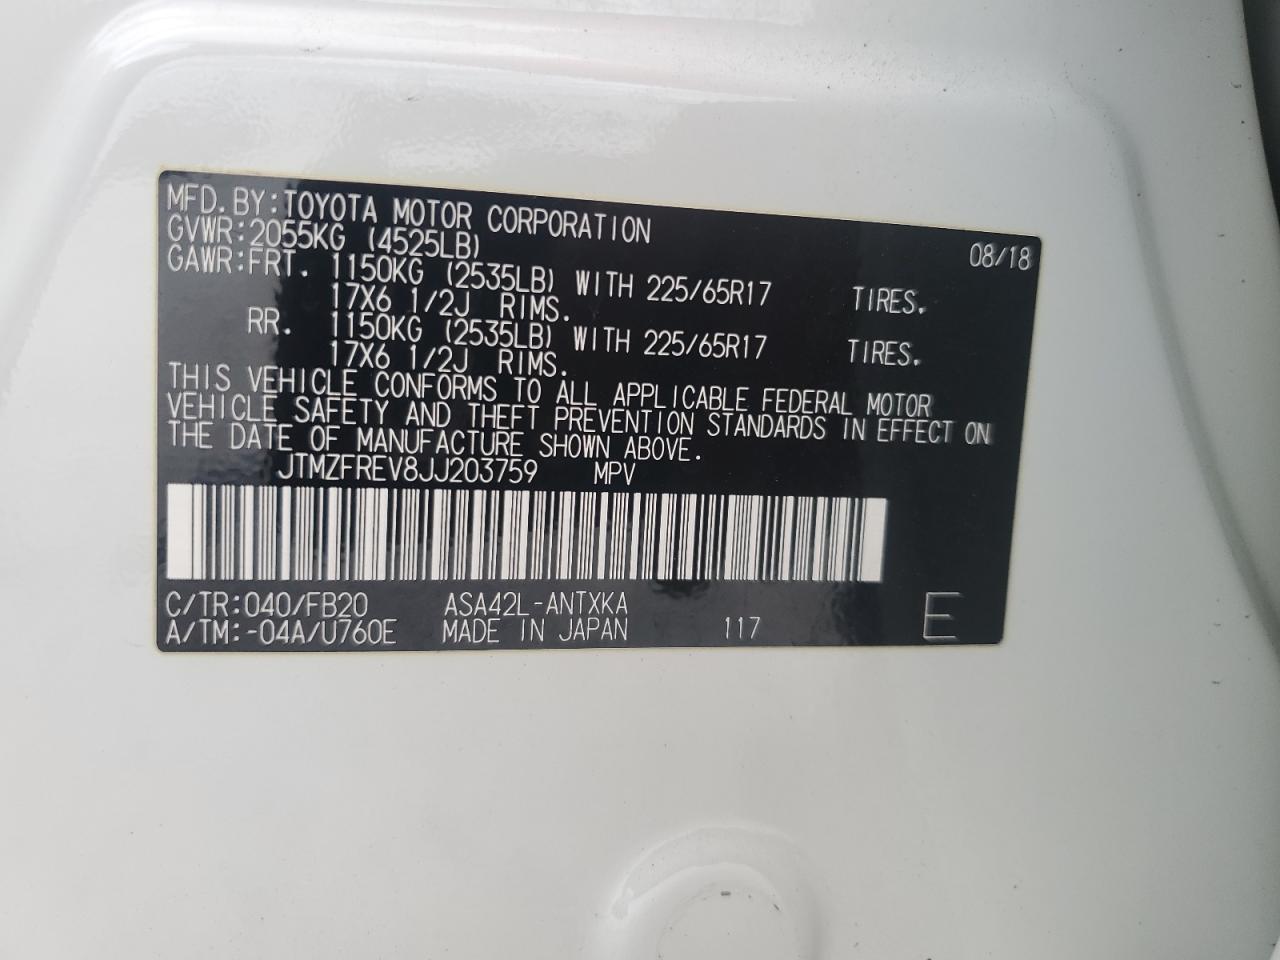 MFD. BY: TOYOTA MOTOR CORPORATION 08/18
GVWR: 2055KG (4525LB)
GAWR: FRT. 1150KG (2535LB) WITH 225/65R17 TIRES.
17X6 1/2J RIMS.
RR. 1150KG (2535LB) WITH 225/65R17 TIRES.
17X6 1/2J RIMS.
THIS VEHICLE CONFORMS TO ALL APPLICABLE FEDERAL MOTOR
VEHICLE SAFETY AND THEFT PREVENTION STANDARDS IN EFFECT ON
THE DATE OF MANUFACTURE SHOWN ABOVE.
JTMZFREV8JJ203759 MPV
C/TR: 040/FB20 ASA42L-ANTXKA
A/TM: -04A/U760E MADE IN JAPAN 117 E